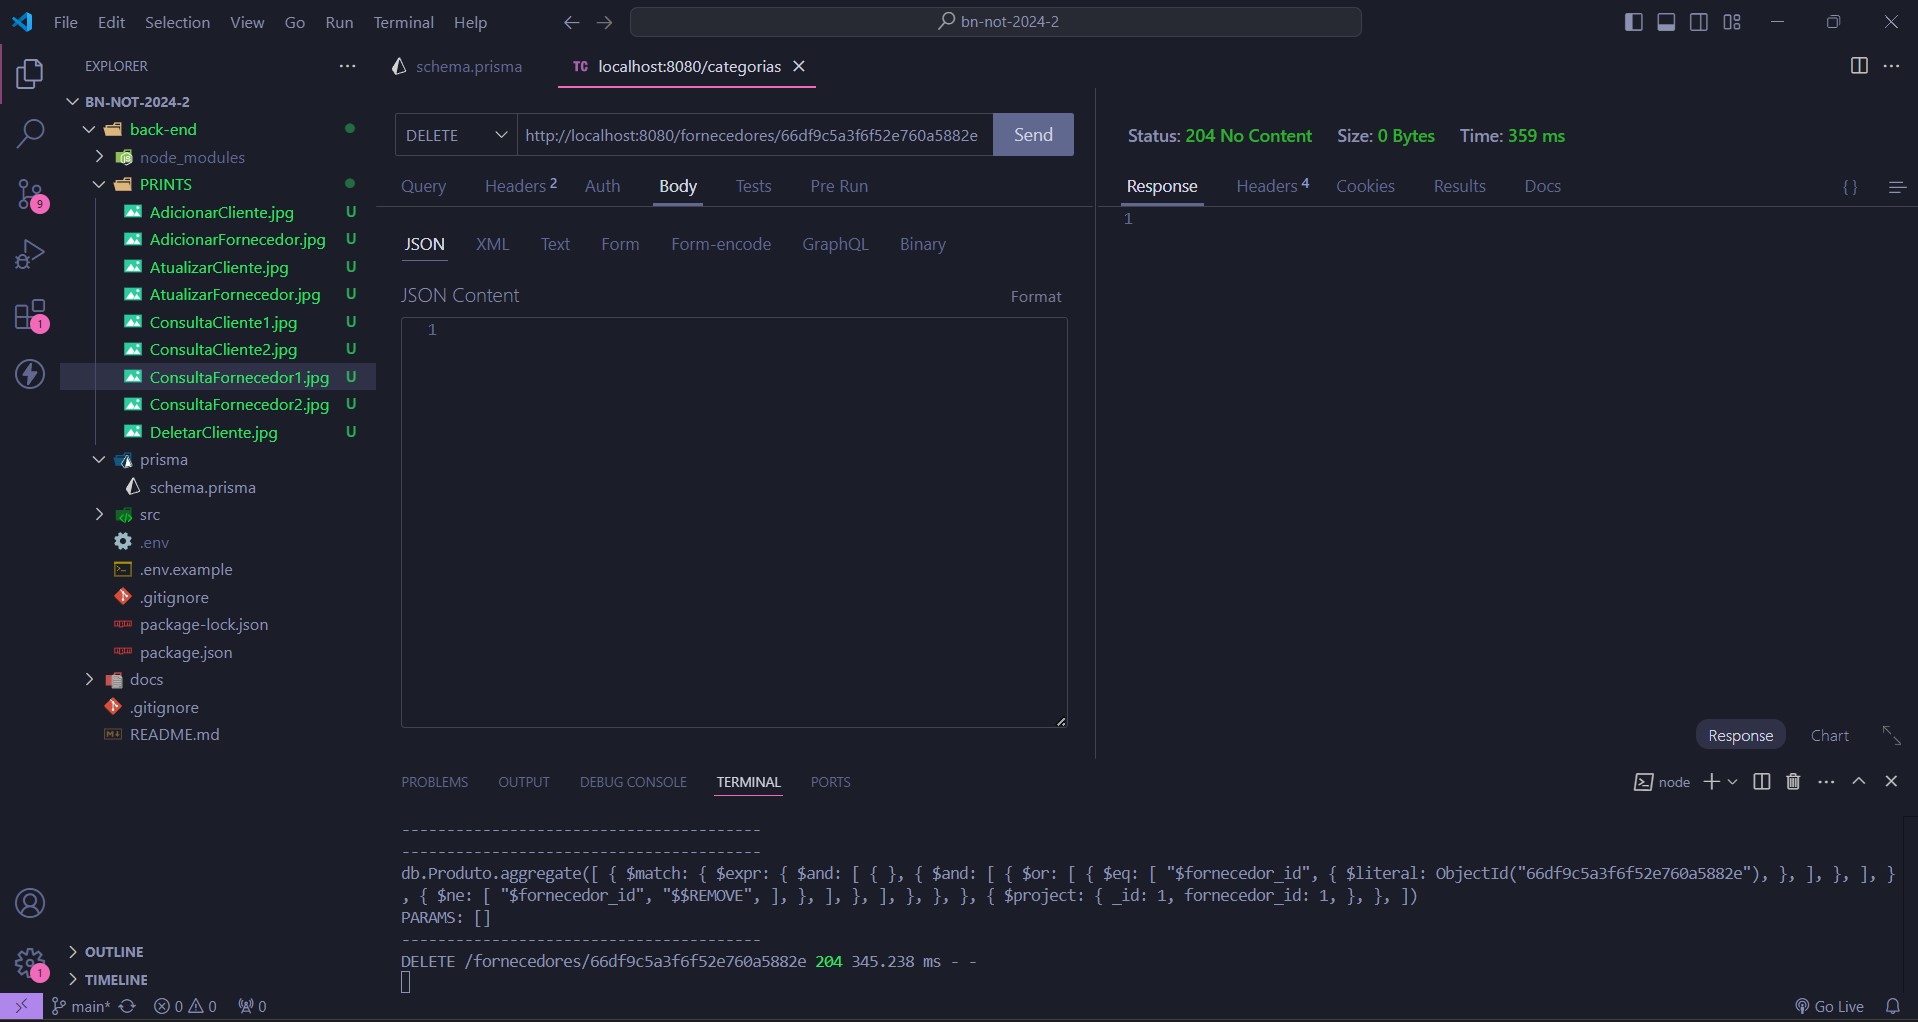 File Edit Selection View Go Run Terminal Help
bn-not-2024-2
EXPLORER
BN-NOT-2024-2
back-end
node_modules
PRINTS
AdicionarCliente.jpg U
AdicionarFornecedor.jpg U
AtualizarCliente.jpg U
AtualizarFornecedor.jpg U
ConsultaCliente1.jpg U
ConsultaCliente2.jpg U
ConsultaFornecedor1.jpg U
ConsultaFornecedor2.jpg U
DeletarCliente.jpg U
prisma
schema.prisma
src
.env
.env.example
.gitignore
package-lock.json
package.json
docs
.gitignore
README.md
OUTLINE
TIMELINE
9
1
1
schema.prisma
TC localhost:8080/categorias
DELETE http://localhost:8080/fornecedores/66df9c5a3f6f52e760a5882e Send
Query Headers 2 Auth Body Tests Pre Run
JSON XML Text Form Form-encode GraphQL Binary
JSON Content Format
1
Status: 204 No Content Size: 0 Bytes Time: 359 ms
Response Headers 4 Cookies Results Docs { }
1
Response Chart
PROBLEMS OUTPUT DEBUG CONSOLE TERMINAL PORTS
node
----------------------------------------
----------------------------------------
db.Produto.aggregate([ { $match: { $expr: { $and: [ { }, { $and: [ { $or: [ { $eq: [ "$fornecedor_id", { $literal: ObjectId("66df9c5a3f6f52e760a5882e"), }, ], }, ], }
, { $ne: [ "$fornecedor_id", "$$REMOVE", ], }, ], }, ], }, }, }, { $project: { _id: 1, fornecedor_id: 1, }, }, ])
PARAMS: []
----------------------------------------
DELETE /fornecedores/66df9c5a3f6f52e760a5882e 204 345.238 ms - -
main* 0 0 0
Go Live